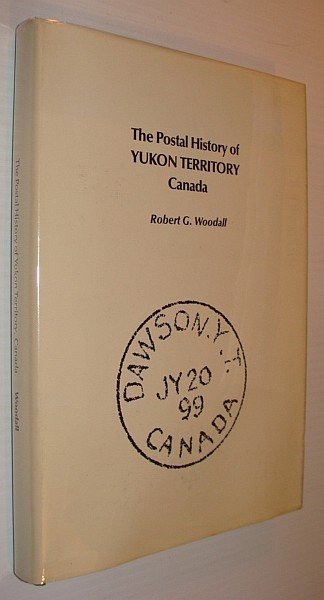 The Postal History of
YUKON TERRITORY
Canada
Robert G. Woodall
DAWSON, Y.T.
JY 20
99
CANADA
The Postal History of Yukon Territory Canada Woodall